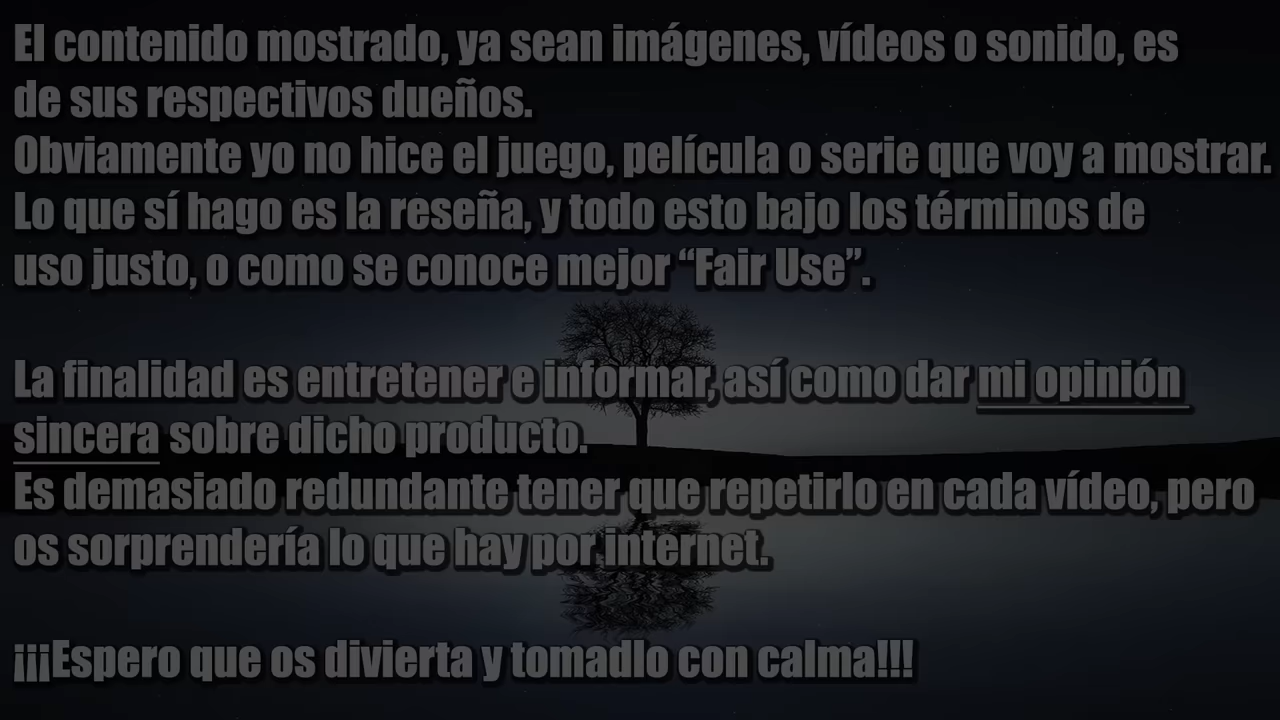 El contenido mostrado, ya sean imágenes, vídeos o sonido, es
de sus respectivos dueños.
Obviamente yo no hice el juego, película o serie que voy a mostrar.
Lo que sí hago es la reseña, y todo esto bajo los términos de
uso justo, o como se conoce mejor “Fair Use”.
La finalidad es entretener e informar, así como dar mi opinión
sincera sobre dicho producto.
Es demasiado redundante tener que repetirlo en cada vídeo, pero
os sorprendería lo que hay por internet.
¡¡¡Espero que os divierta y tomadlo con calma!!!